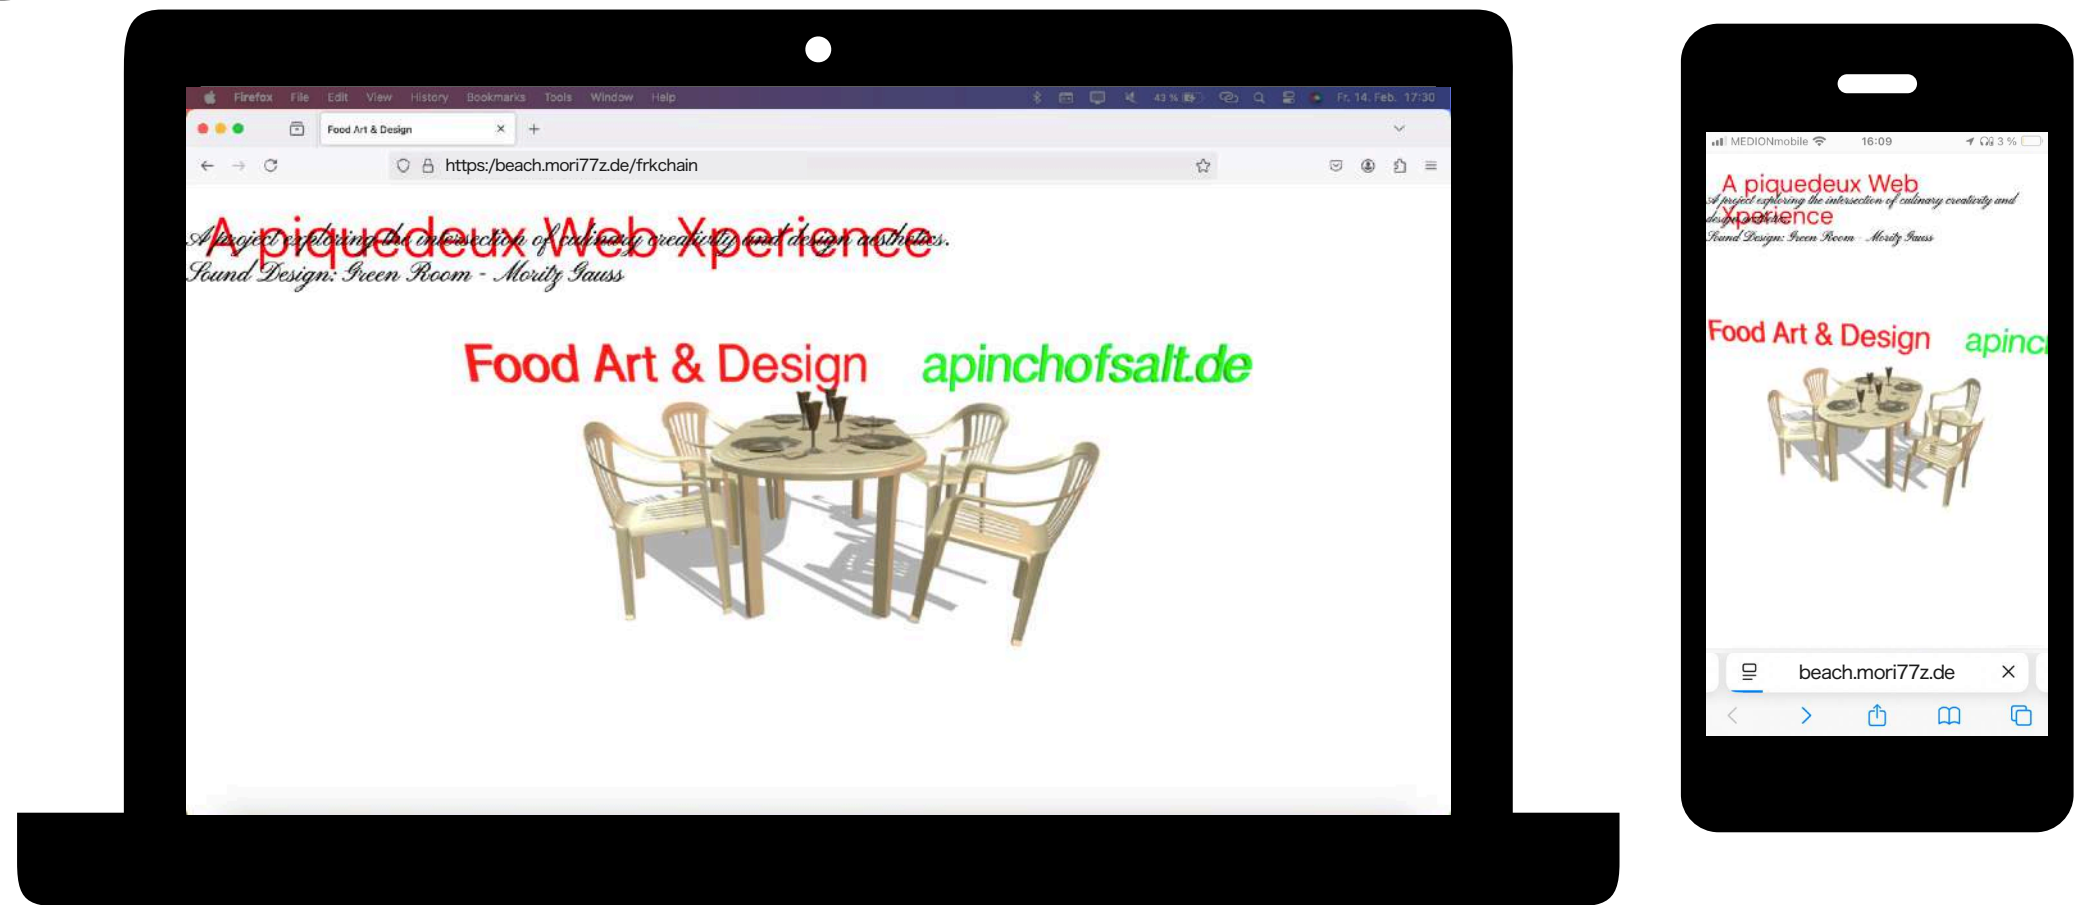 Firefox File Edit View History Bookmarks Tools Window Help 43 % Fr. 14. Feb. 17:30
Food Art & Design
https:/beach.mori77z.de/frkchain
A piquedeux Web Xperience
A project exploring the intersection of culinary creativity and design aesthetics.
Sound Design: Green Room - Moritz Gauss
Food Art & Design apinchofsalt.de
MEDIONmobile 16:09 3 %
A piquedeux Web
Xperience
A project exploring the intersection of culinary creativity and
design aesthetics.
Sound Design: Green Room - Moritz Gauss
Food Art & Design apinc
beach.mori77z.de